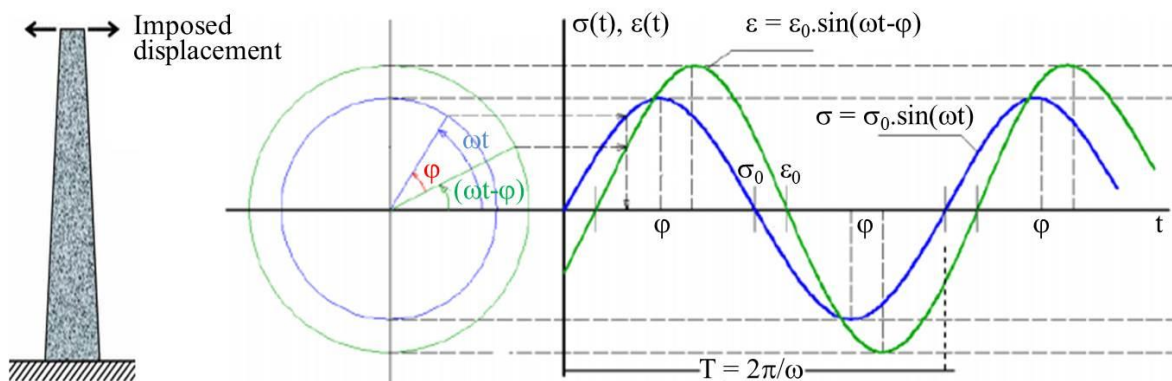 Imposed
displacement
σ(t), ε(t)
ε = ε₀.sin(ωt-φ)
σ = σ₀.sin(ωt)
ωt
φ
(ωt-φ)
σ₀ ε₀
φ φ φ t
T = 2π/ω